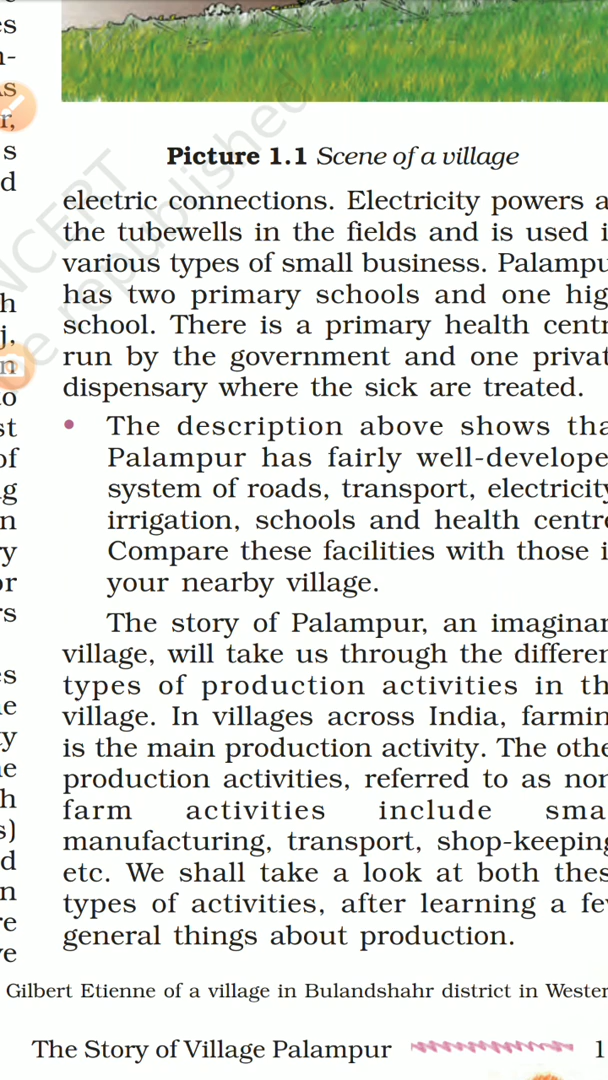 Picture 1.1 Scene of a village
electric connections. Electricity powers a
the tubewells in the fields and is used i
various types of small business. Palampu
has two primary schools and one hig
school. There is a primary health centr
run by the government and one privat
dispensary where the sick are treated.
• The description above shows tha
Palampur has fairly well-develope
system of roads, transport, electricity
irrigation, schools and health centre
Compare these facilities with those i
your nearby village.
The story of Palampur, an imaginar
village, will take us through the differen
types of production activities in th
village. In villages across India, farmin
is the main production activity. The othe
production activities, referred to as non
farm activities include sma
manufacturing, transport, shop-keeping
etc. We shall take a look at both thes
types of activities, after learning a few
general things about production.
Gilbert Etienne of a village in Bulandshahr district in Wester
The Story of Village Palampur 1
NCERT
republished